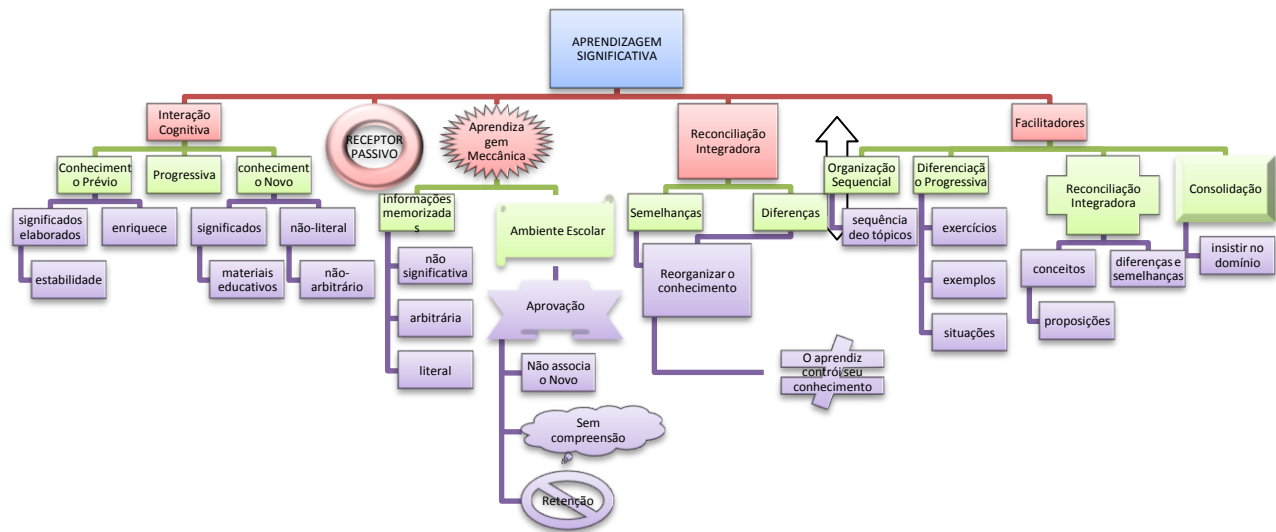 APRENDIZAGEM
SIGNIFICATIVA
Interação
Cognitiva
RECEPTOR
PASSIVO
Aprendiza
gem
Meccânica
Reconciliação
Integradora
Facilitadores
Conheciment
o Prévio
Progressiva
conheciment
o Novo
informações
memorizada
s
Ambiente Escolar
Semelhanças
Diferenças
Organização
Sequencial
Diferenciaçã
o Progressiva
Reconciliação
Integradora
Consolidação
significados
elaborados
enriquece
estabilidade
significados
não-literal
materiais
educativos
não-
arbitrário
não
significativa
arbitrária
literal
Aprovação
Não associa
o Novo
Sem
compreensão
Retenção
Reorganizar o
conhecimento
O aprendiz
contrói seu
conhecimento
sequência
deo tópicos
exercícios
exemplos
situações
conceitos
diferenças e
semelhanças
proposições
insistir no
domínio